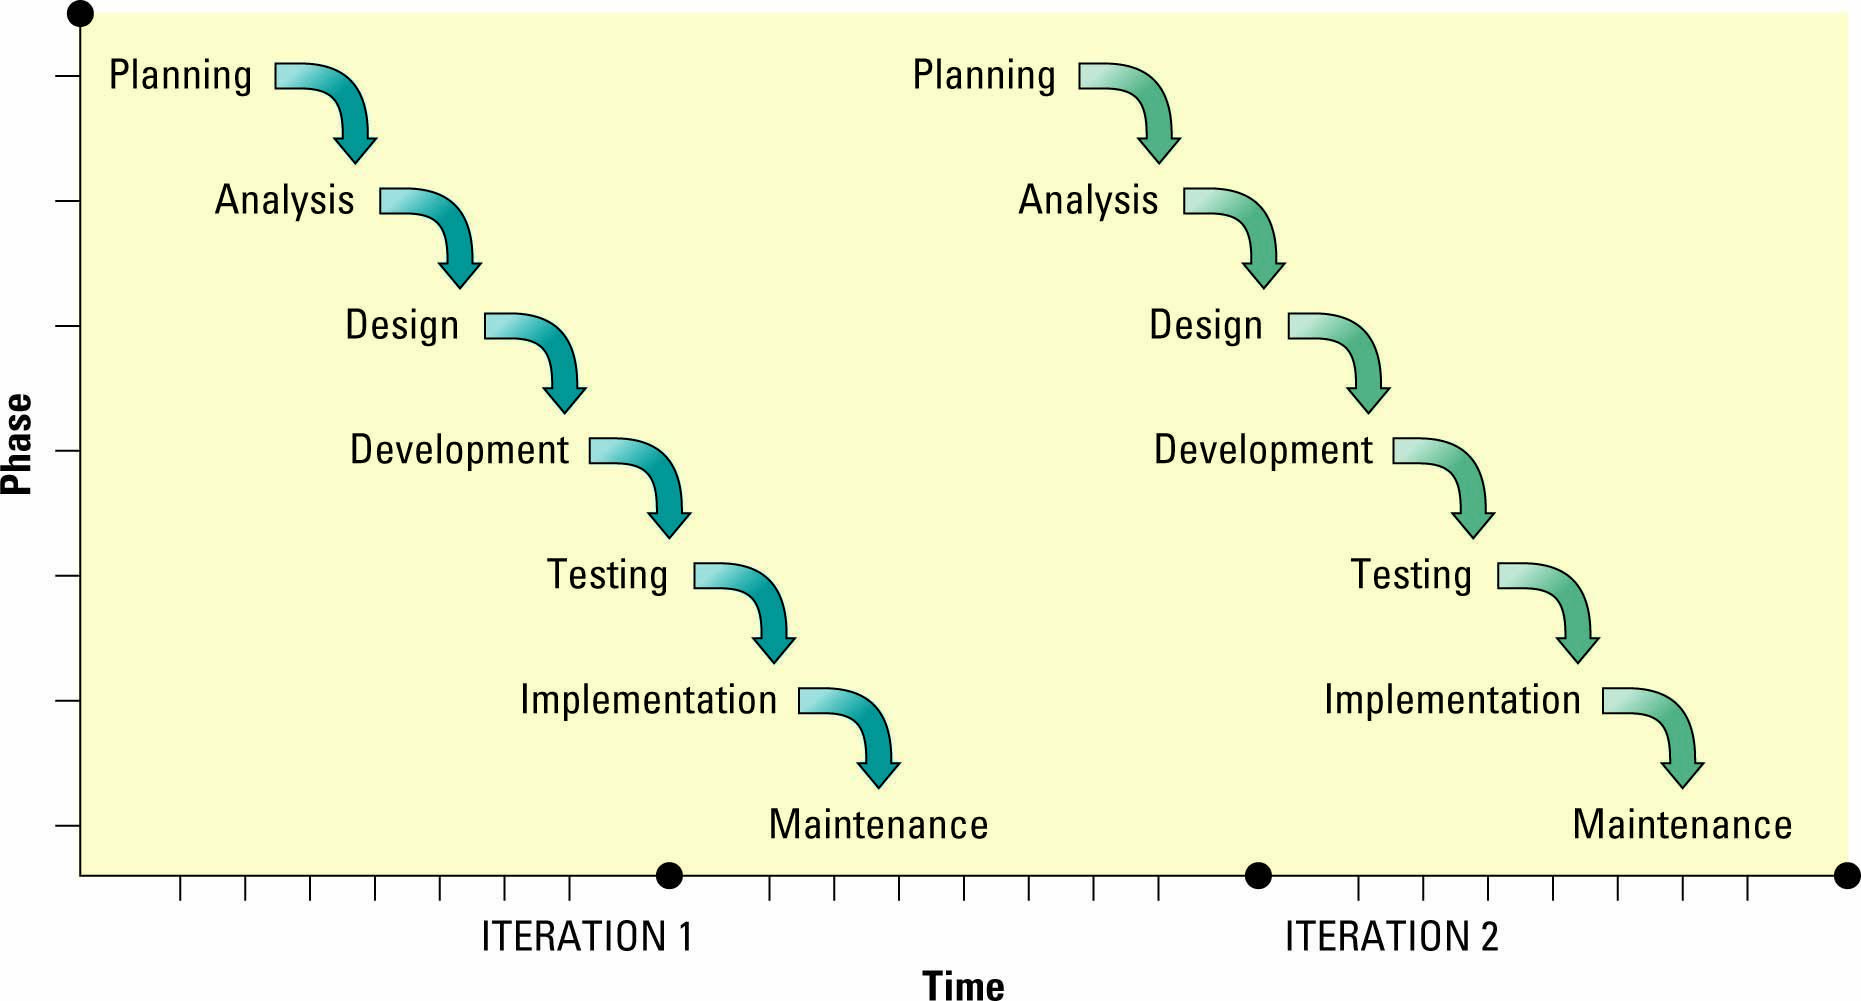 Planning
Planning
Analysis
Analysis
Design
Design
Phase
Development
Development
Testing
Testing
Implementation
Implementation
Maintenance
Maintenance
ITERATION 1
ITERATION 2
Time